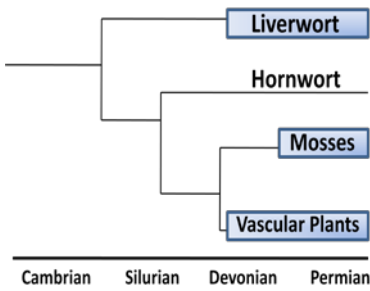 Liverwort
Hornwort
Mosses
Vascular Plants
Cambrian Silurian Devonian Permian